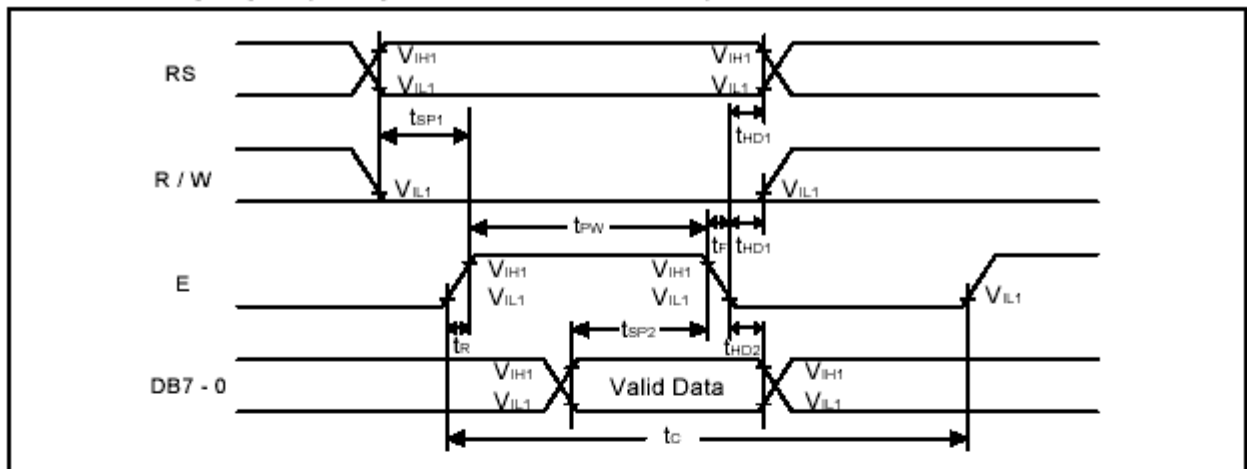 RS VIH1 VIH1
VIL1 VIL1
tSP1 tHD1
R / W VIL1 VIL1
tPW tF tHD1
E VIH1 VIH1
VIL1 VIL1 VIL1
tR tSP2 tHD2
DB7 - 0 VIH1 Valid Data VIH1
VIL1 VIL1
tC